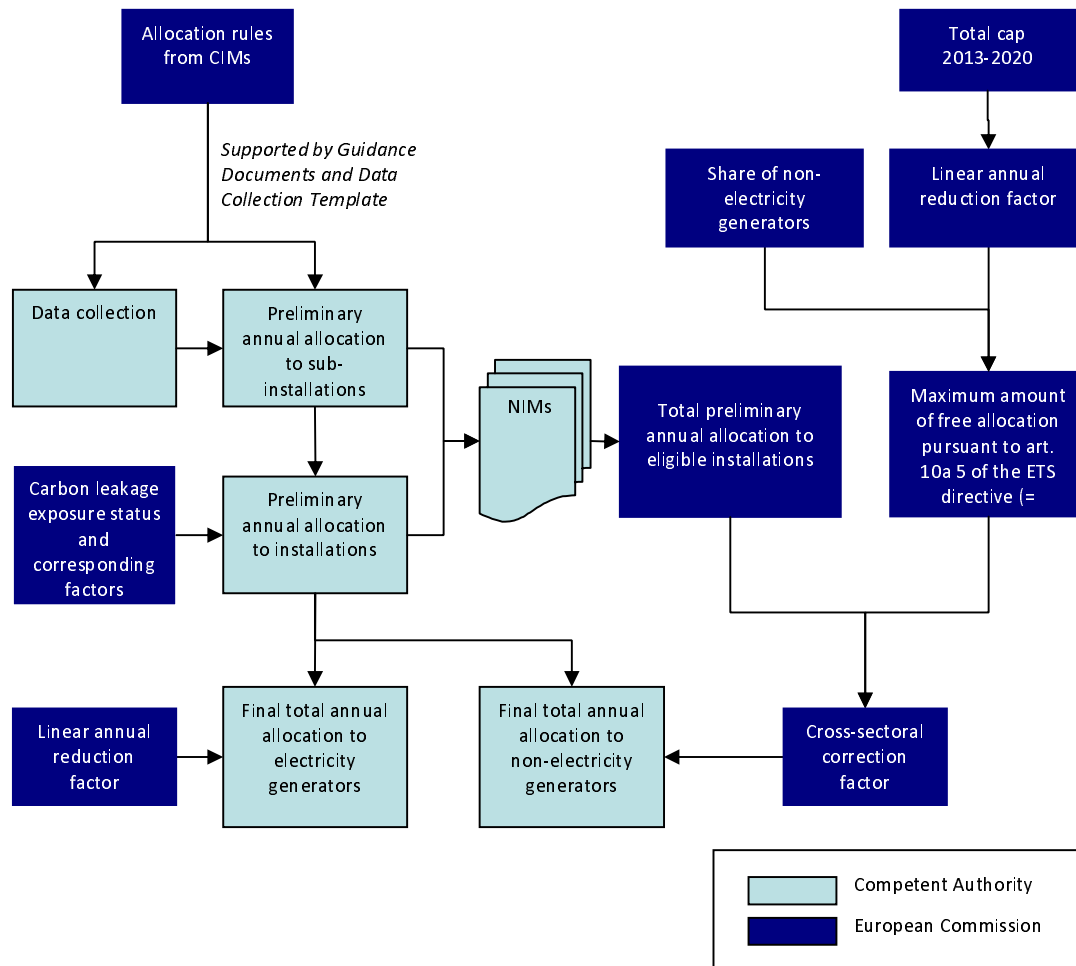 Allocation rules
from CIMs
Total cap
2013-2020
Supported by Guidance
Documents and Data
Collection Template
Share of non-
electricity
generators
Linear annual
reduction factor
Data collection
Preliminary
annual allocation
to sub-
installations
NIMs
Total preliminary
annual allocation to
eligible installations
Maximum amount
of free allocation
pursuant to art.
10a 5 of the ETS
directive (=
Carbon leakage
exposure status
and
corresponding
factors
Preliminary
annual allocation
to installations
Linear annual
reduction
factor
Final total annual
allocation to
electricity
generators
Final total annual
allocation to
non-electricity
generators
Cross-sectoral
correction
factor
Competent Authority
European Commission